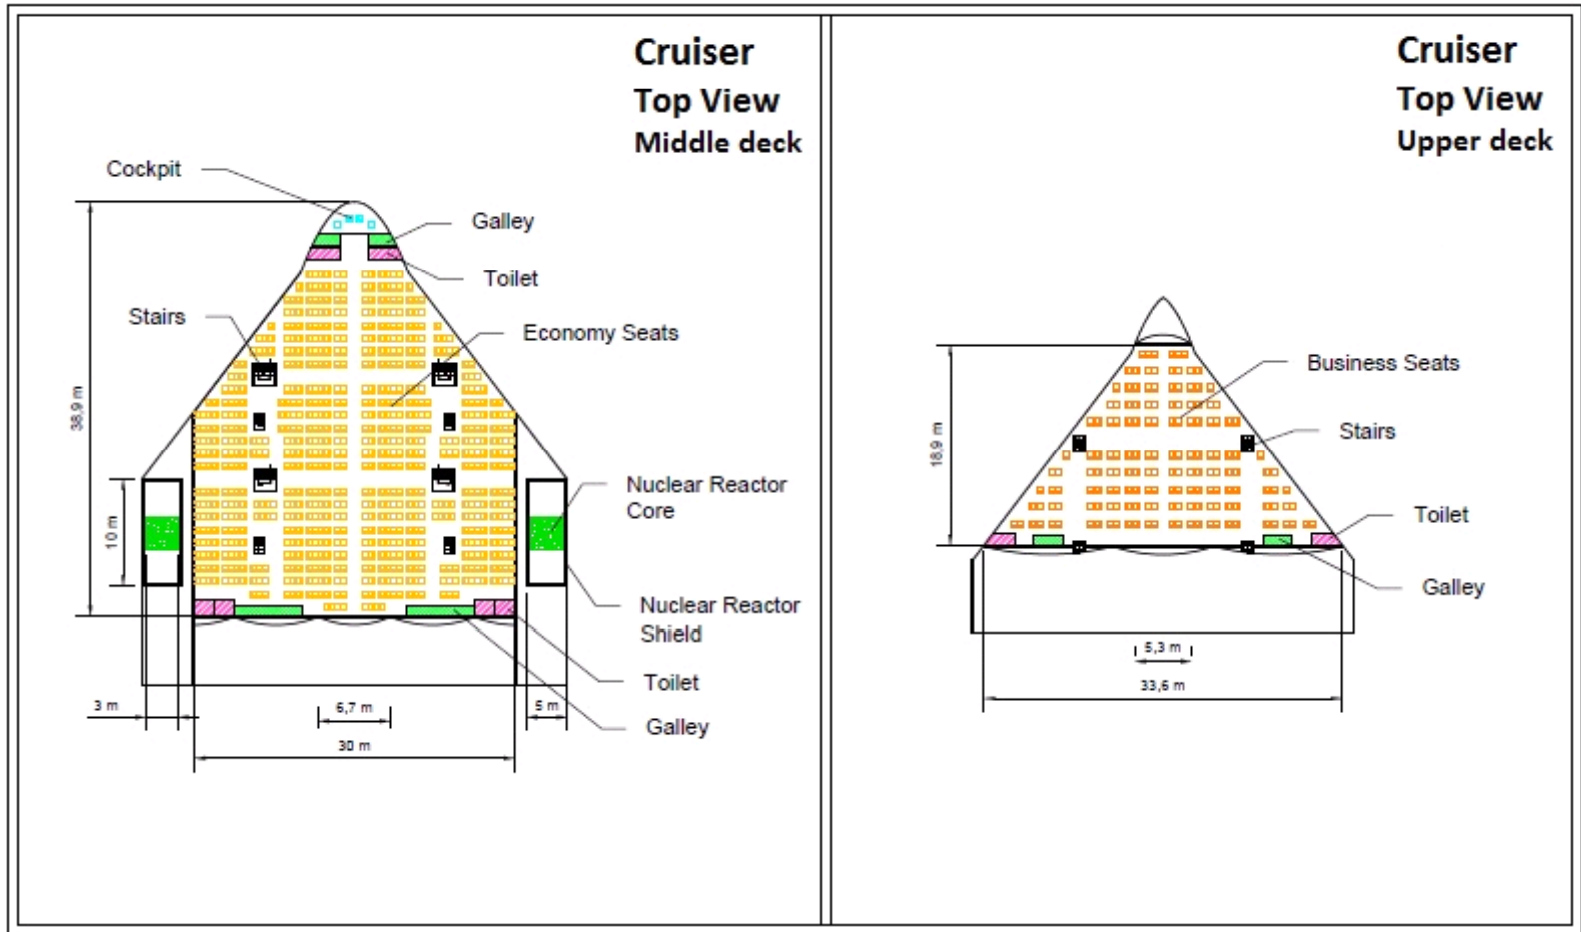 Cruiser
Top View
Middle deck
Cockpit
Galley
Toilet
Stairs
Economy Seats
38,9 m
10 m
Nuclear Reactor
Core
Nuclear Reactor
Shield
Toilet
Galley
3 m
6,7 m
5 m
30 m
Cruiser
Top View
Upper deck
Business Seats
Stairs
18,9 m
Toilet
Galley
5,3 m
33,6 m